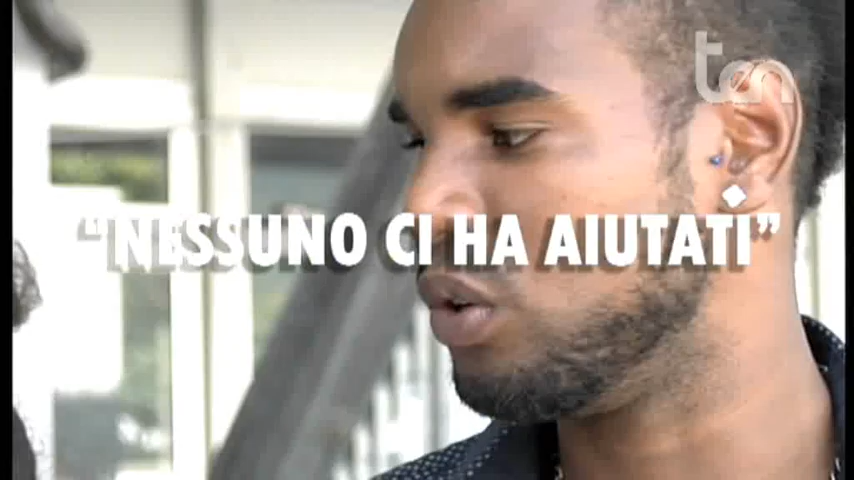 ten
“NESSUNO CI HA AIUTATI”